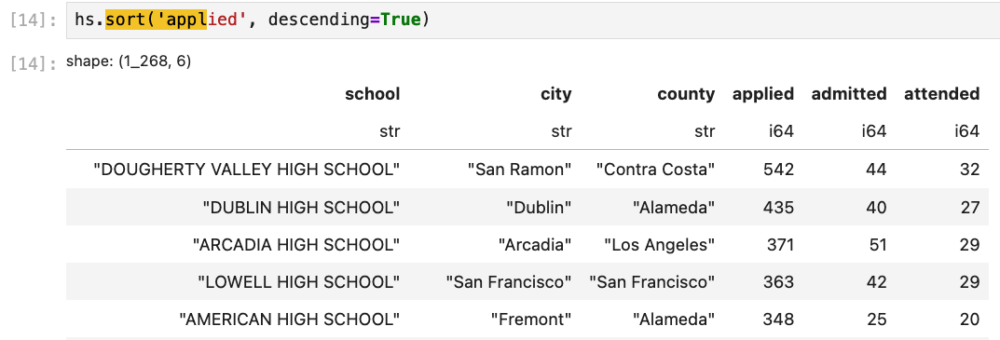 [14]: hs.sort('applied', descending=True)
[14]: shape: (1_268, 6)
school city county applied admitted attended
str str str i64 i64 i64
"DOUGHERTY VALLEY HIGH SCHOOL" "San Ramon" "Contra Costa" 542 44 32
"DUBLIN HIGH SCHOOL" "Dublin" "Alameda" 435 40 27
"ARCADIA HIGH SCHOOL" "Arcadia" "Los Angeles" 371 51 29
"LOWELL HIGH SCHOOL" "San Francisco" "San Francisco" 363 42 29
"AMERICAN HIGH SCHOOL" "Fremont" "Alameda" 348 25 20